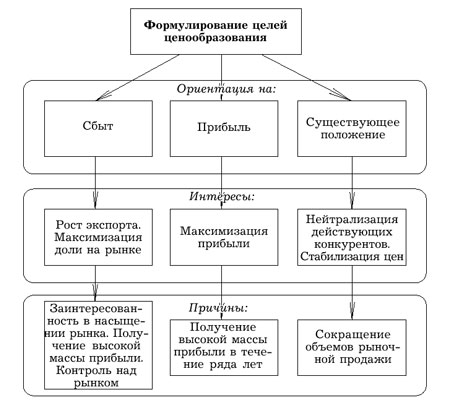 Формулирование целей
ценообразования
Ориентация на:
Сбыт
Прибыль
Существующее
положение
Интересы:
Рост экспорта.
Максимизация
доли на рынке
Максимизация
прибыли
Нейтрализация
действующих
конкурентов.
Стабилизация цен
Причины:
Заинтересован-
ность в насыще-
нии рынка. Полу-
чение высокой
массы прибыли.
Контроль над
рынком
Получение
высокой массы
прибыли в тече-
ние ряда лет
Сокращение
объемов рыноч-
ной продажи